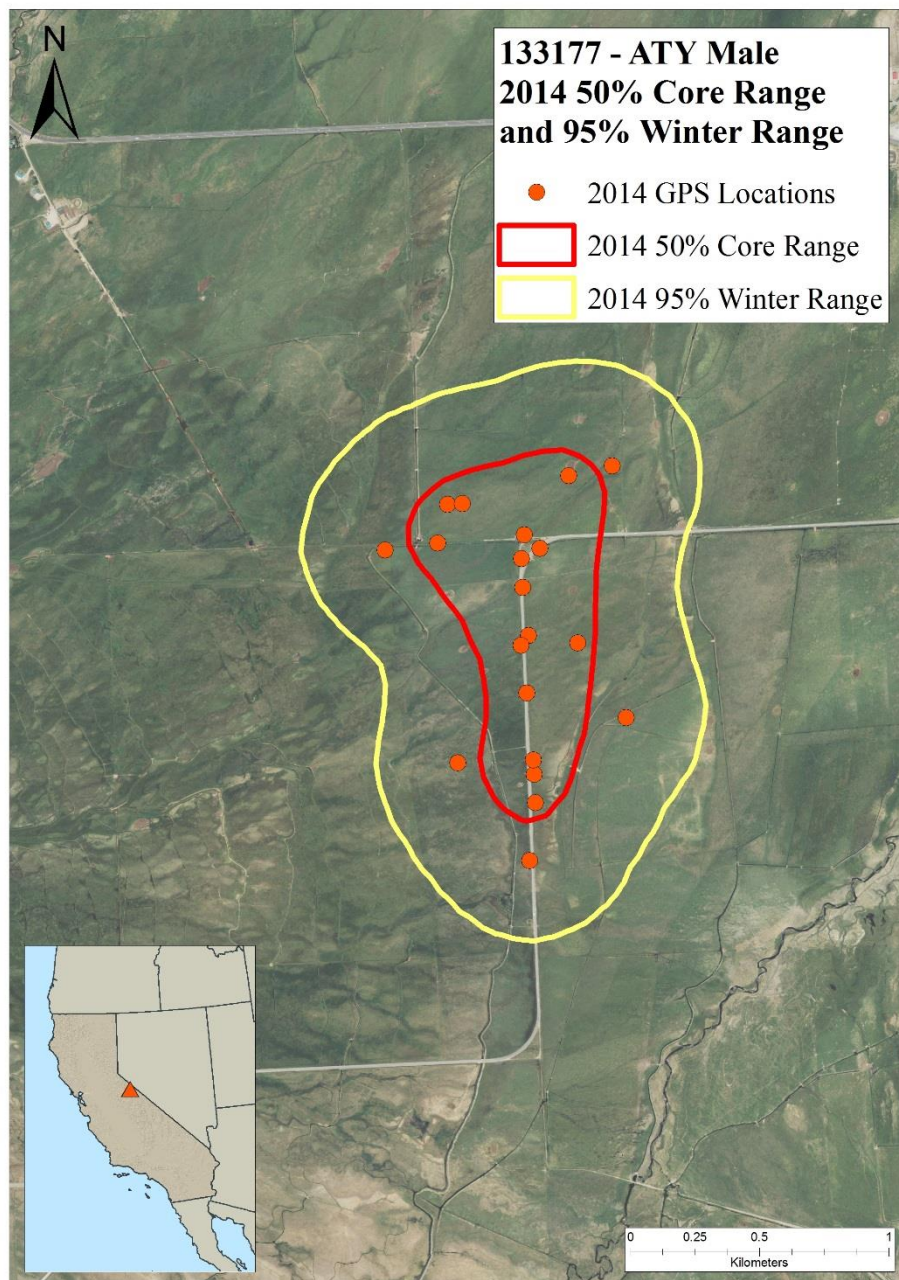 N
133177 - ATY Male
2014 50% Core Range
and 95% Winter Range
2014 GPS Locations
2014 50% Core Range
2014 95% Winter Range
0 0.25 0.5 1
Kilometers